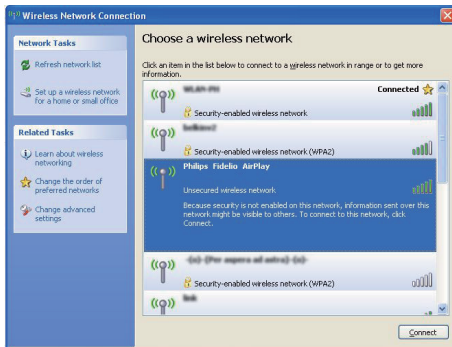 Wireless Network Connection
Network Tasks
Refresh network list
Set up a wireless network
for a home or small office
Related Tasks
Learn about wireless
networking
Change the order of
preferred networks
Change advanced
settings
Choose a wireless network
Click an item in the list below to connect to a wireless network in range or to get more
information.
Connected
Security-enabled wireless network
Security-enabled wireless network (WPA2)
Philips Fidelio AirPlay
Unsecured wireless network
Because security is not enabled on this network, information sent over this
network might be visible to others. To connect to this network, click
Connect.
Security-enabled wireless network (WPA2)
Connect